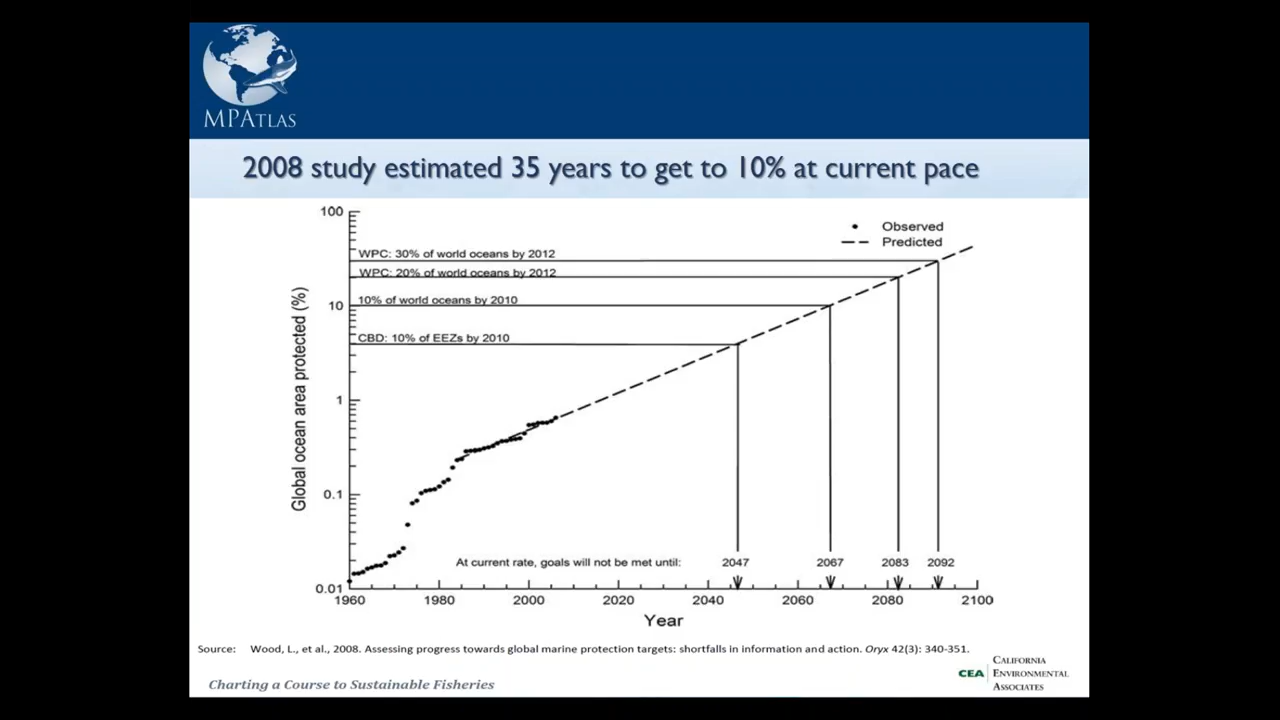 MPATLAS
2008 study estimated 35 years to get to 10% at current pace
100
Observed
Predicted
WPC: 30% of world oceans by 2012
WPC: 20% of world oceans by 2012
10
10% of world oceans by 2010
CBD: 10% of EEZs by 2010
Global ocean area protected (%)
1
0.1
At current rate, goals will not be met until: 2047 2067 2083 2092
0.01
1960 1980 2000 2020 2040 2060 2080 2100
Year
Source: Wood, L., et al., 2008. Assessing progress towards global marine protection targets: shortfalls in information and action. Oryx 42(3): 340-351.
Charting a Course to Sustainable Fisheries
CEA
CALIFORNIA
ENVIRONMENTAL
ASSOCIATES